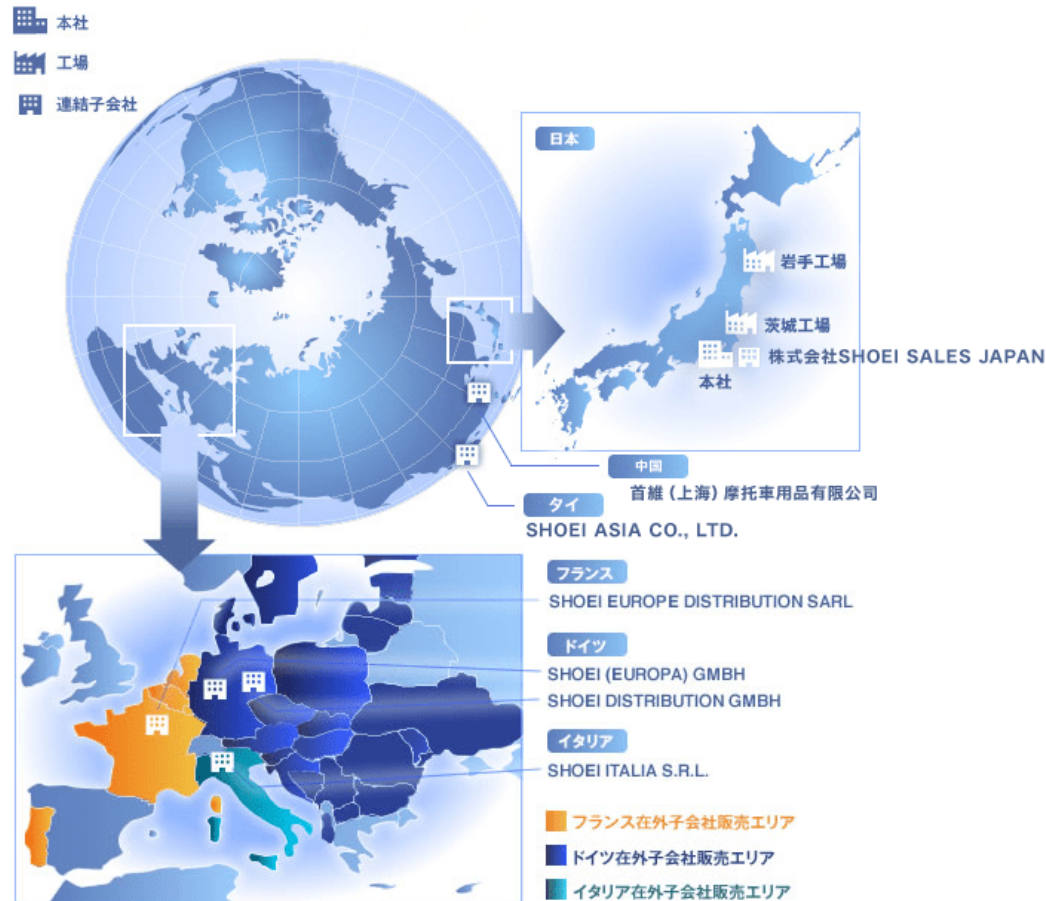 本社
工場
連結子会社
日本
岩手工場
茨城工場
株式会社SHOEI SALES JAPAN
本社
中国
首維（上海）摩托車用品有限公司
タイ
SHOEI ASIA CO., LTD.
フランス
SHOEI EUROPE DISTRIBUTION SARL
ドイツ
SHOEI (EUROPA) GMBH
SHOEI DISTRIBUTION GMBH
イタリア
SHOEI ITALIA S.R.L.
フランス在外子会社販売エリア
ドイツ在外子会社販売エリア
イタリア在外子会社販売エリア